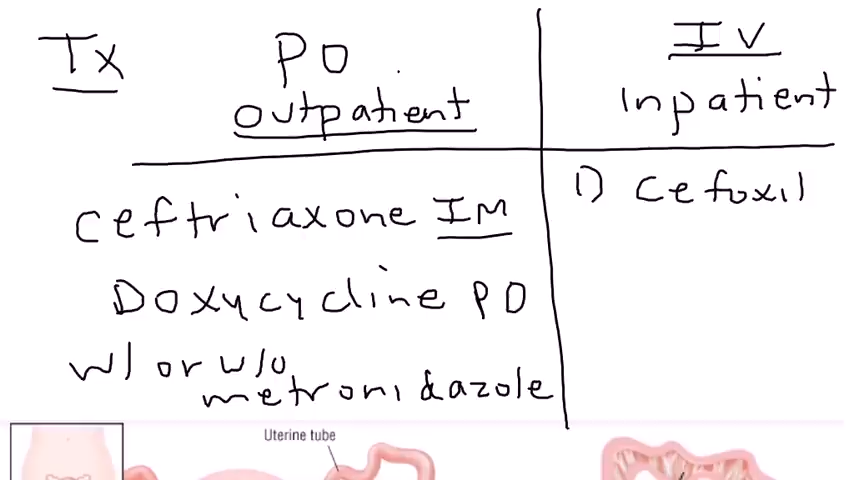 Tx
PO
outpatient
IV
Inpatient
ceftriaxone IM
Doxycycline PO
w/ or w/o
metronidazole
1) cefoxil
Uterine tube